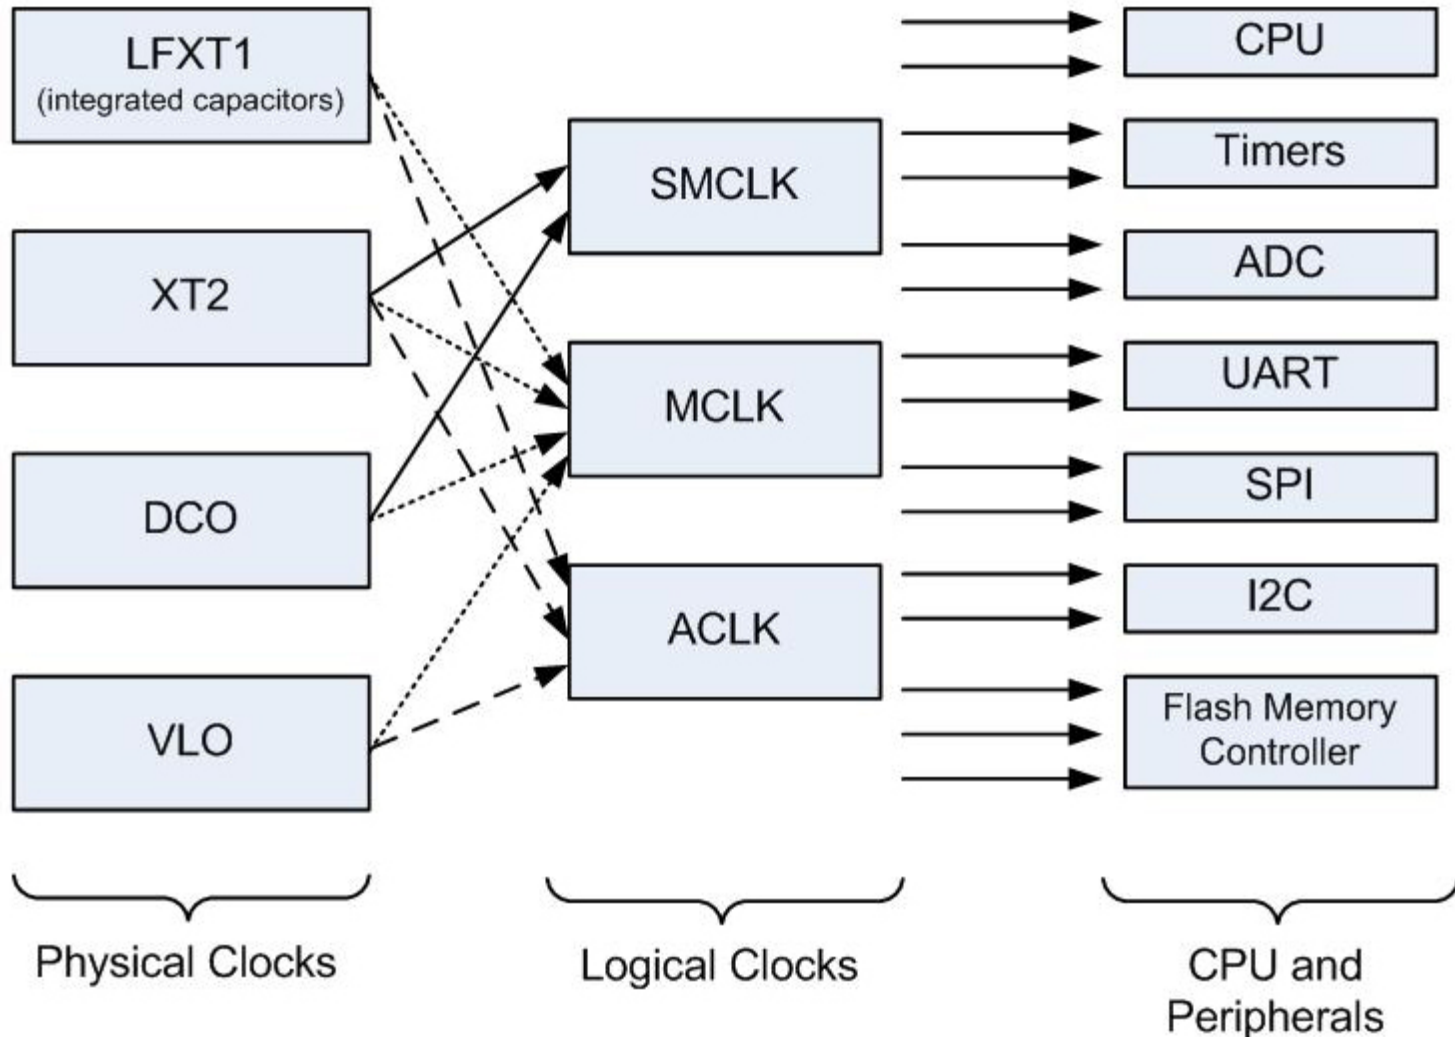 LFXT1
(integrated capacitors)
XT2
DCO
VLO
SMCLK
MCLK
ACLK
CPU
Timers
ADC
UART
SPI
I2C
Flash Memory
Controller
Physical Clocks
Logical Clocks
CPU and
Peripherals